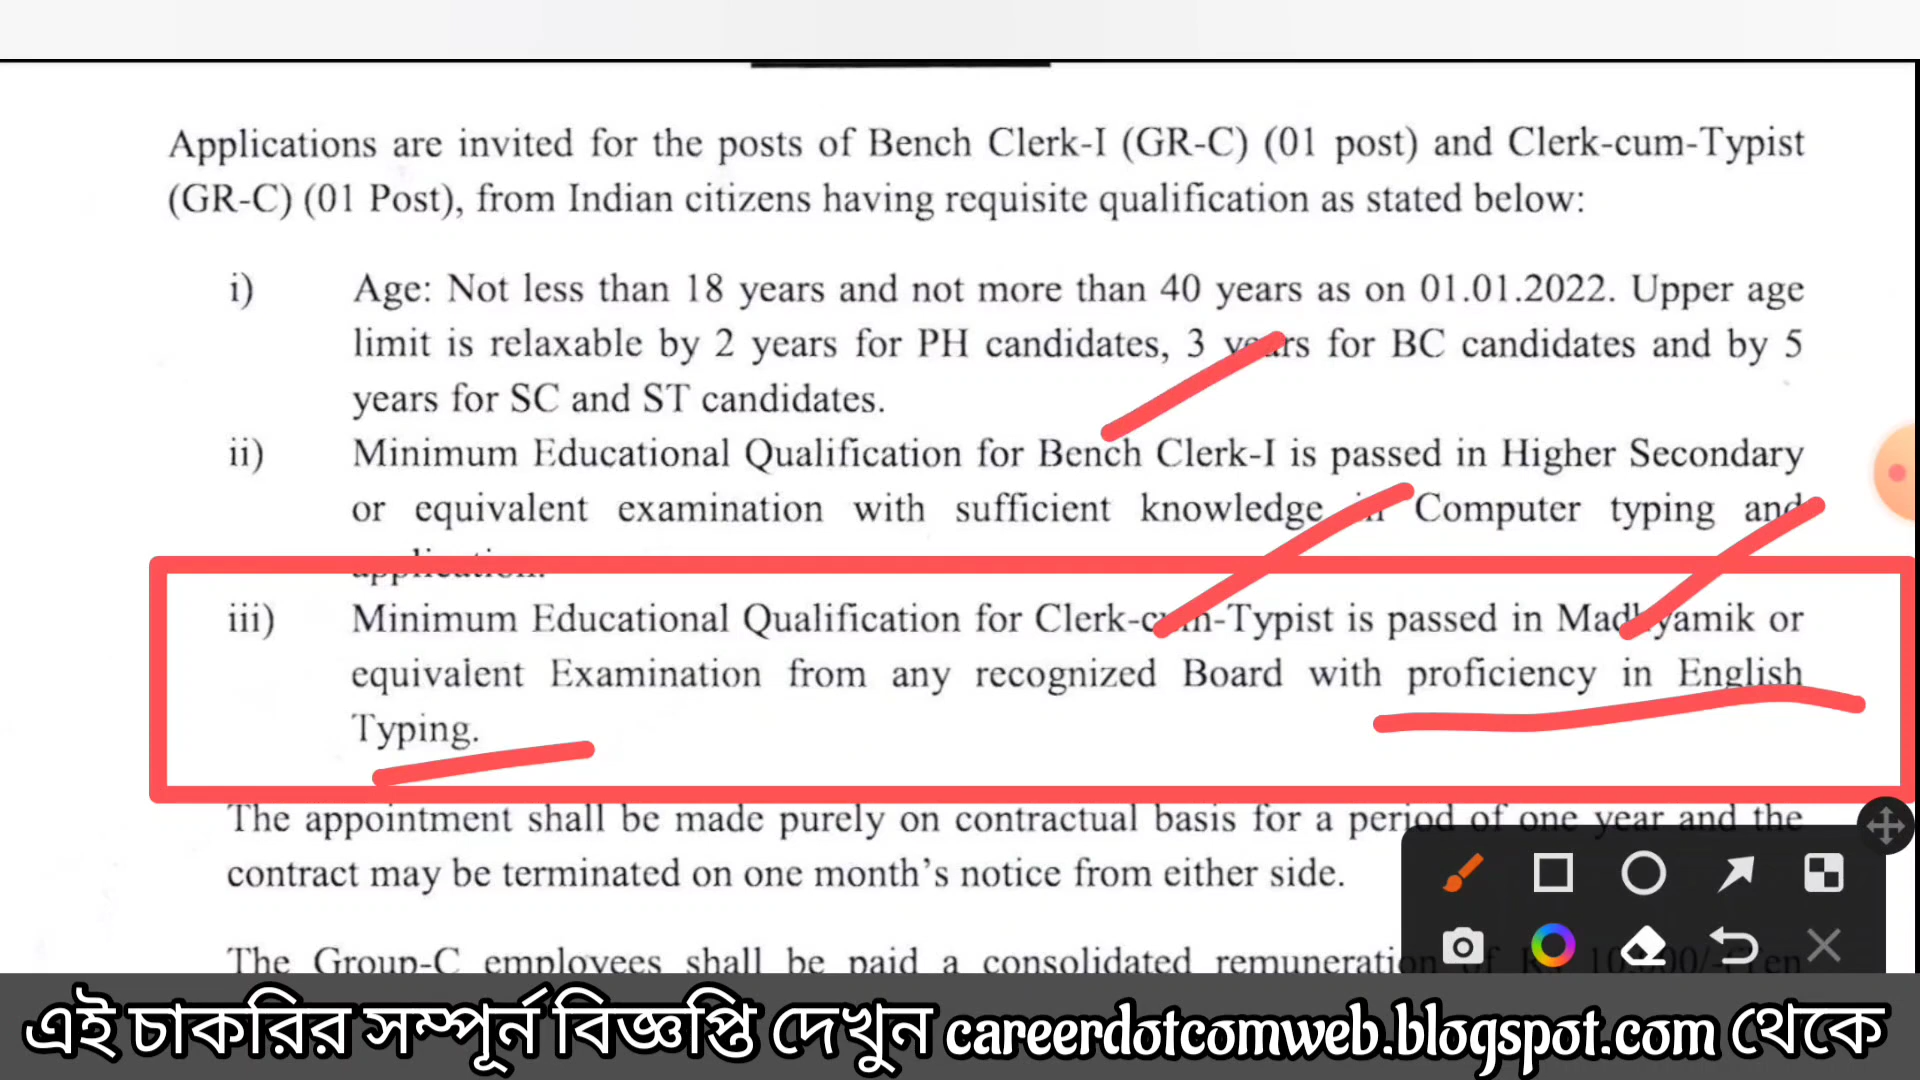 Applications are invited for the posts of Bench Clerk-I (GR-C) (01 post) and Clerk-cum-Typist
(GR-C) (01 Post), from Indian citizens having requisite qualification as stated below:
i) Age: Not less than 18 years and not more than 40 years as on 01.01.2022. Upper age
limit is relaxable by 2 years for PH candidates, 3 years for BC candidates and by 5
years for SC and ST candidates.
ii) Minimum Educational Qualification for Bench Clerk-I is passed in Higher Secondary
or equivalent examination with sufficient knowledge in Computer typing and
application.
iii) Minimum Educational Qualification for Clerk-cum-Typist is passed in Madhyamik or
equivalent Examination from any recognized Board with proficiency in English
Typing.
The appointment shall be made purely on contractual basis for a period of one year and the
contract may be terminated on one month's notice from either side.
The Group-C employees shall be paid a consolidated remuneration of Rs 10,000/-(Ten
এই চাকরির সম্পূর্ন বিজ্ঞপ্তি দেখুন careerdotcomweb.blogspot.com থেকে